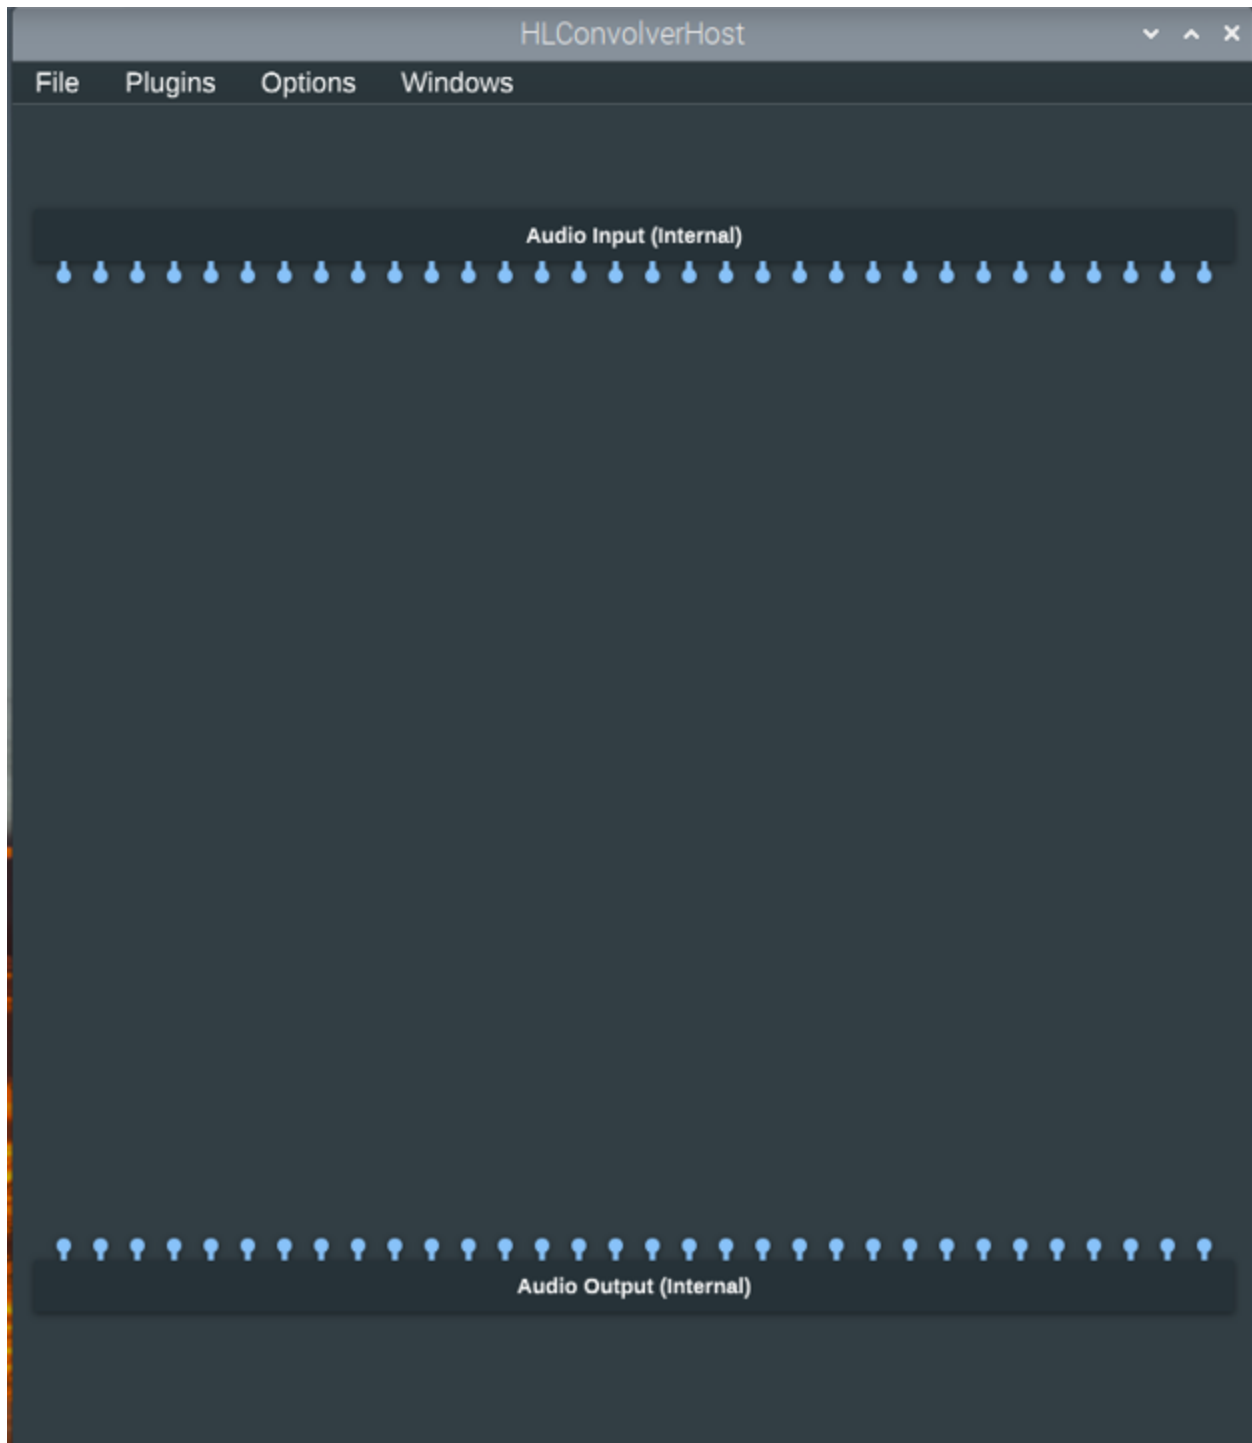 HLConvolverHost
File Plugins Options Windows
Audio Input (Internal)
Audio Output (Internal)